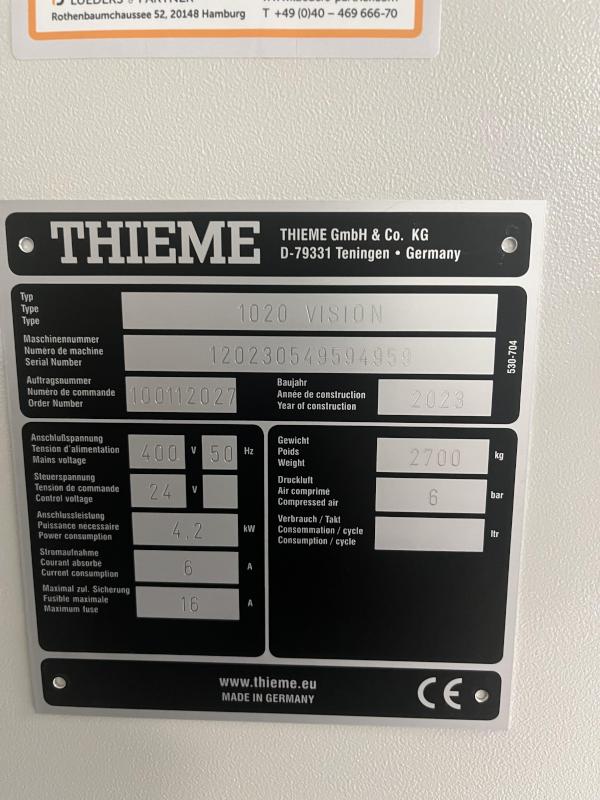 Rothenbaumchaussee 52, 20148 Hamburg
T +49 (0)40 – 469 666-70
THIEME
THIEME GmbH & Co. KG
D-79331 Teningen • Germany
Typ
Type
Type
1020 VISION
Maschinennummer
Numéro de machine
Serial Number
120230549594959
530-704
Auftragsnummer
Numéro de commande
Order Number
100112027
Baujahr
Année de construction
Year of construction
2023
Anschlußspannung
Tension d'alimentation
Mains voltage
400 V 50 Hz
Steuerspannung
Tension de commande
Control voltage
24 V
Anschlussleistung
Puissance necessaire
Power consumption
4,2 kW
Stromaufnahme
Courant absorbé
Current consumption
6 A
Maximal zul. Sicherung
Fusible maximale
Maximum fuse
16 A
Gewicht
Poids
Weight
2700 kg
Druckluft
Air comprimé
Compressed air
6 bar
Verbrauch / Takt
Consommation / cycle
Consumption / cycle
ltr
www.thieme.eu
MADE IN GERMANY
CE